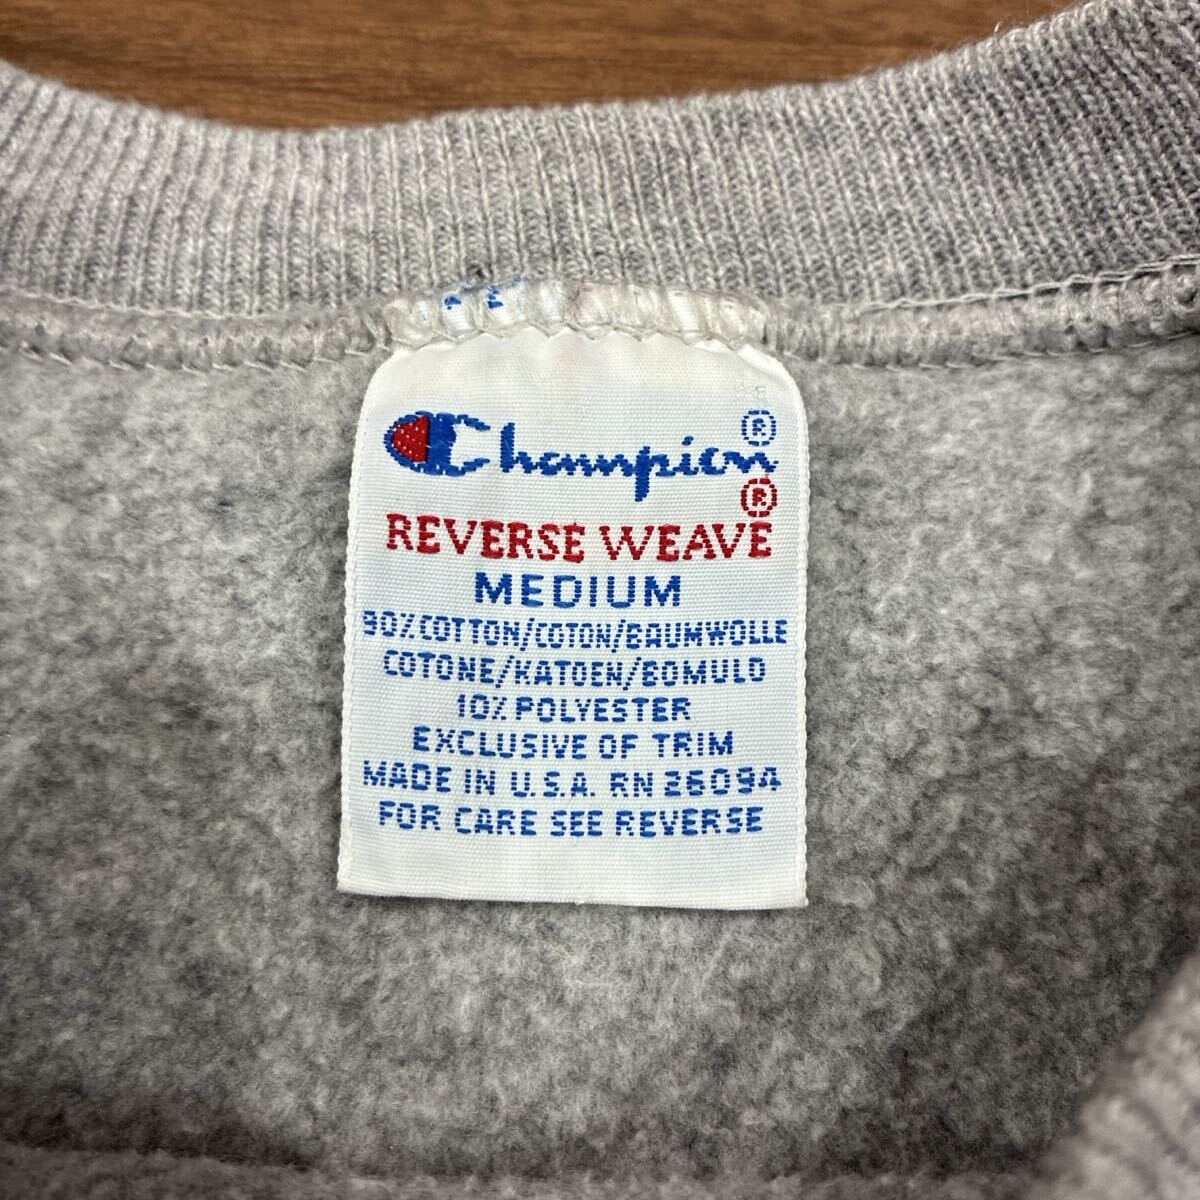 Champion®
®
REVERSE WEAVE
MEDIUM
90% COTTON/COTON/BAUMWOLLE
COTONE/KATOEN/BOMULD
10% POLYESTER
EXCLUSIVE OF TRIM
MADE IN U.S.A. RN 26094
FOR CARE SEE REVERSE